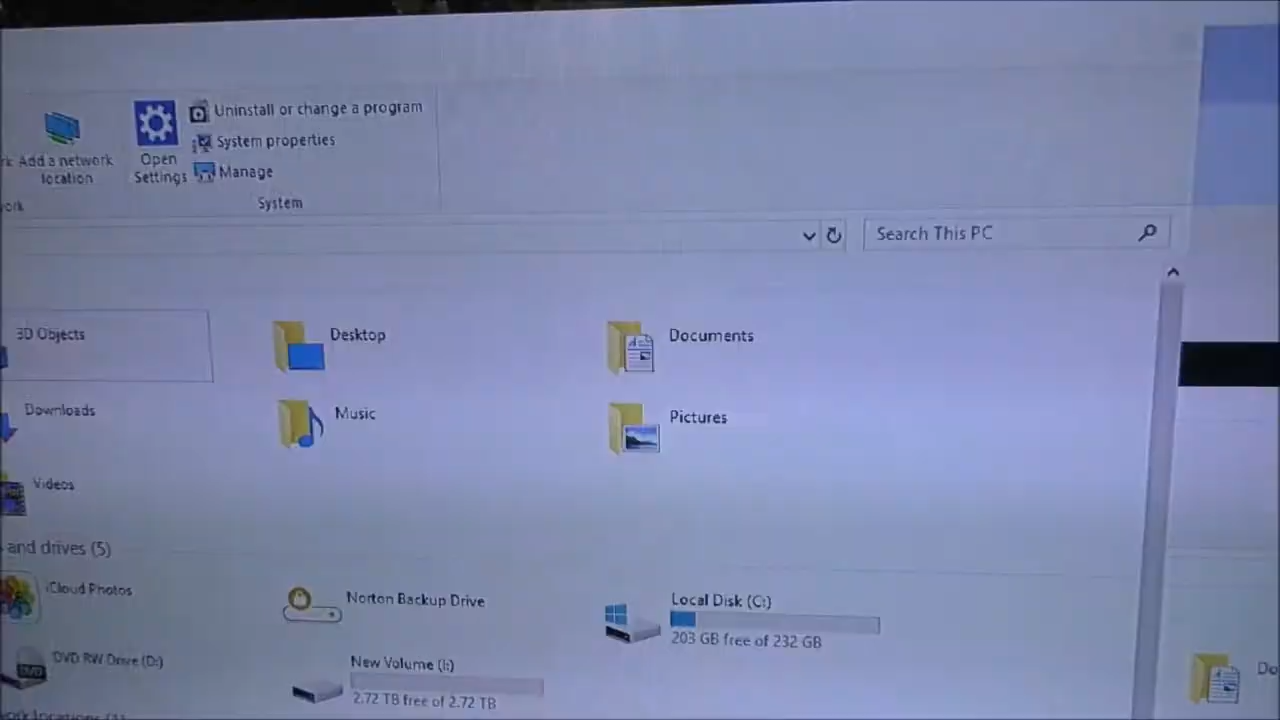 Uninstall or change a program
Add a network
location
Open
Settings
System properties
Manage
System
Search This PC
3D Objects
Desktop
Documents
Downloads
Music
Pictures
Videos
and drives (5)
iCloud Photos
Norton Backup Drive
Local Disk (C:)
203 GB free of 232 GB
DVD RW Drive (D:)
New Volume (I:)
2.72 TB free of 2.72 TB